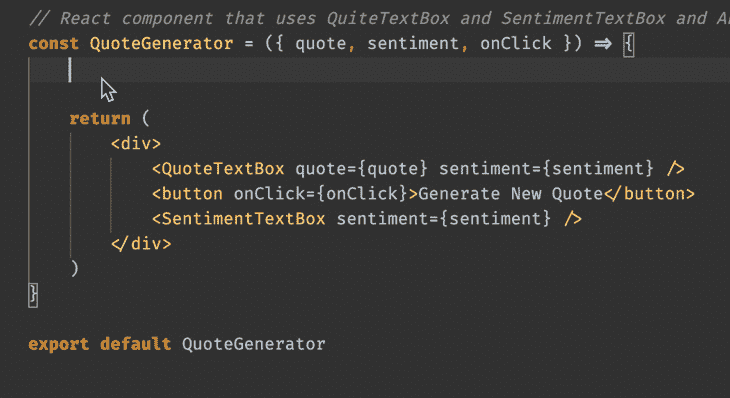 // React component that uses QuiteTextBox and SentimentTextBox and
const QuoteGenerator = ({ quote, sentiment, onClick }) => {
return (
<div>
<QuoteTextBox quote={quote} sentiment={sentiment} />
<button onClick={onClick}>Generate New Quote</button>
<SentimentTextBox sentiment={sentiment} />
</div>
)
}
export default QuoteGenerator